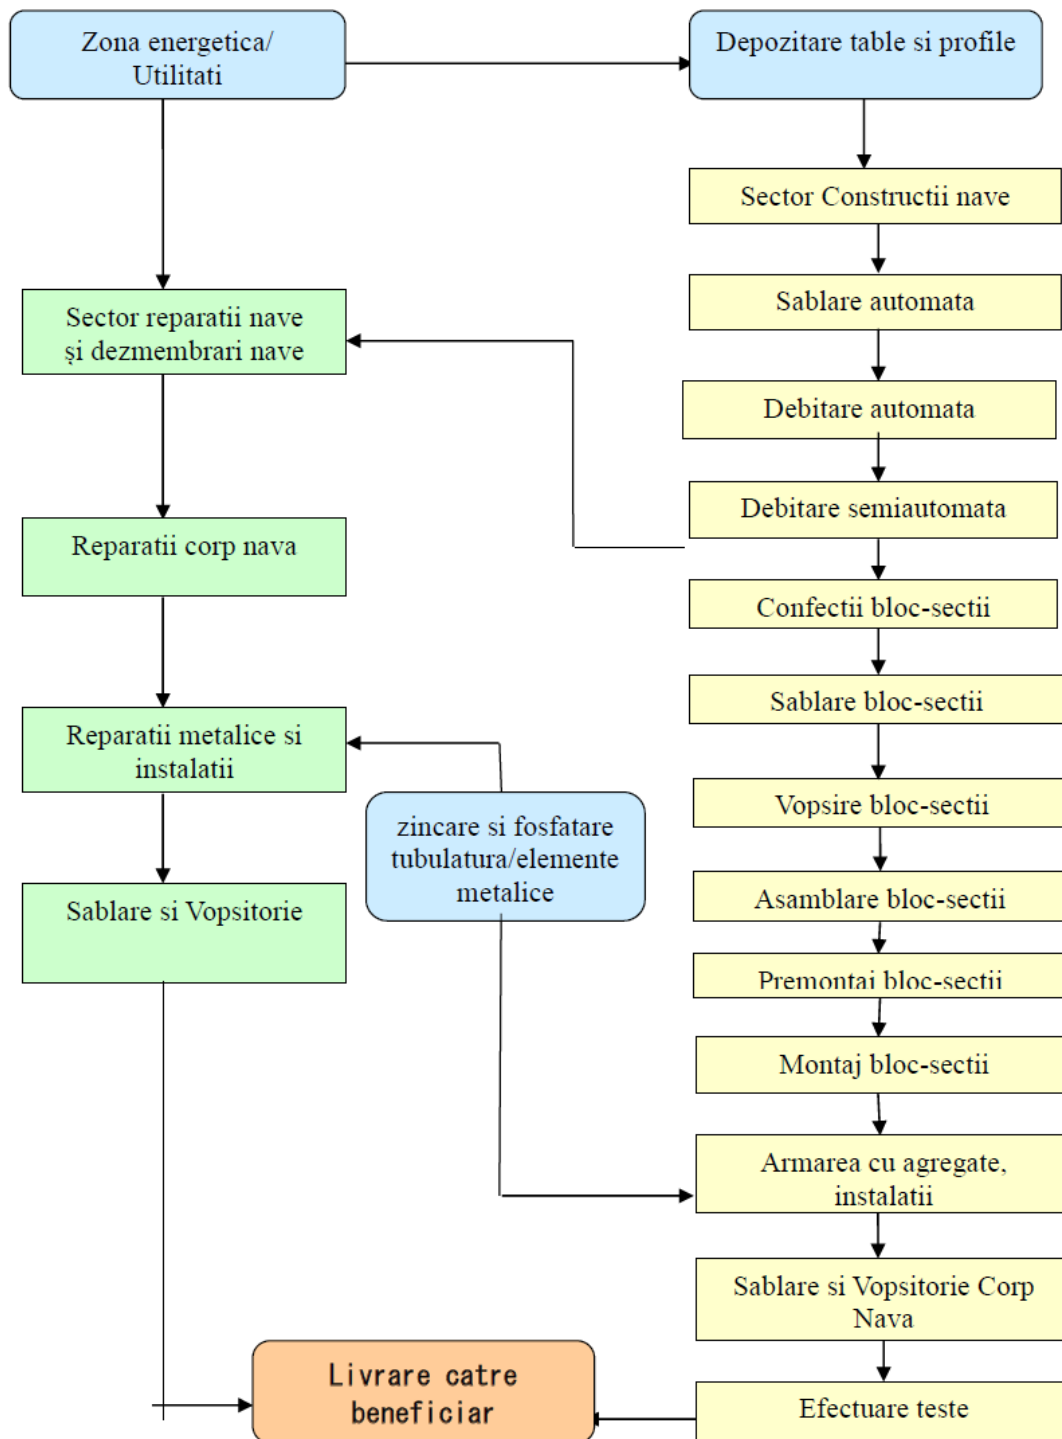 Zona energetica/
Utilitati
Depozitare table si profile
Sector Constructii nave
Sablare automata
Sector reparatii nave
și dezmembrari nave
Debitare automata
Debitare semiautomata
Reparatii corp nava
Confectii bloc-sectii
Sablare bloc-sectii
Reparatii metalice si
instalatii
Vopsire bloc-sectii
zincare si fosfatare
tubulatura/elemente
metalice
Sablare si Vopsitorie
Asamblare bloc-sectii
Premontaj bloc-sectii
Montaj bloc-sectii
Armarea cu agregate,
instalatii
Sablare si Vopsitorie Corp
Nava
Livrare catre
beneficiar
Efectuare teste